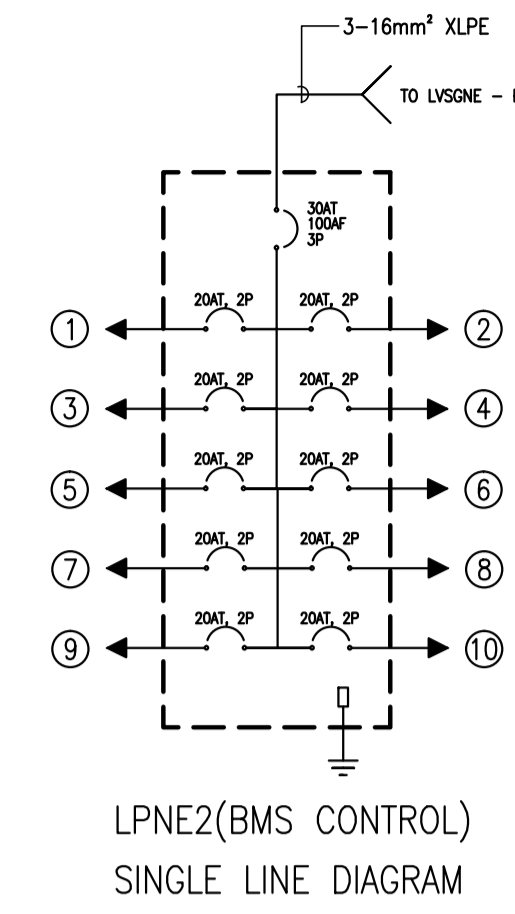 3-16mm² XLPE
TO LVSGNE -
30AT
100AF
3P
20AT, 2P 20AT, 2P
1 2
20AT, 2P 20AT, 2P
3 4
20AT, 2P 20AT, 2P
5 6
20AT, 2P 20AT, 2P
7 8
20AT, 2P 20AT, 2P
9 10
LPNE2(BMS CONTROL)
SINGLE LINE DIAGRAM